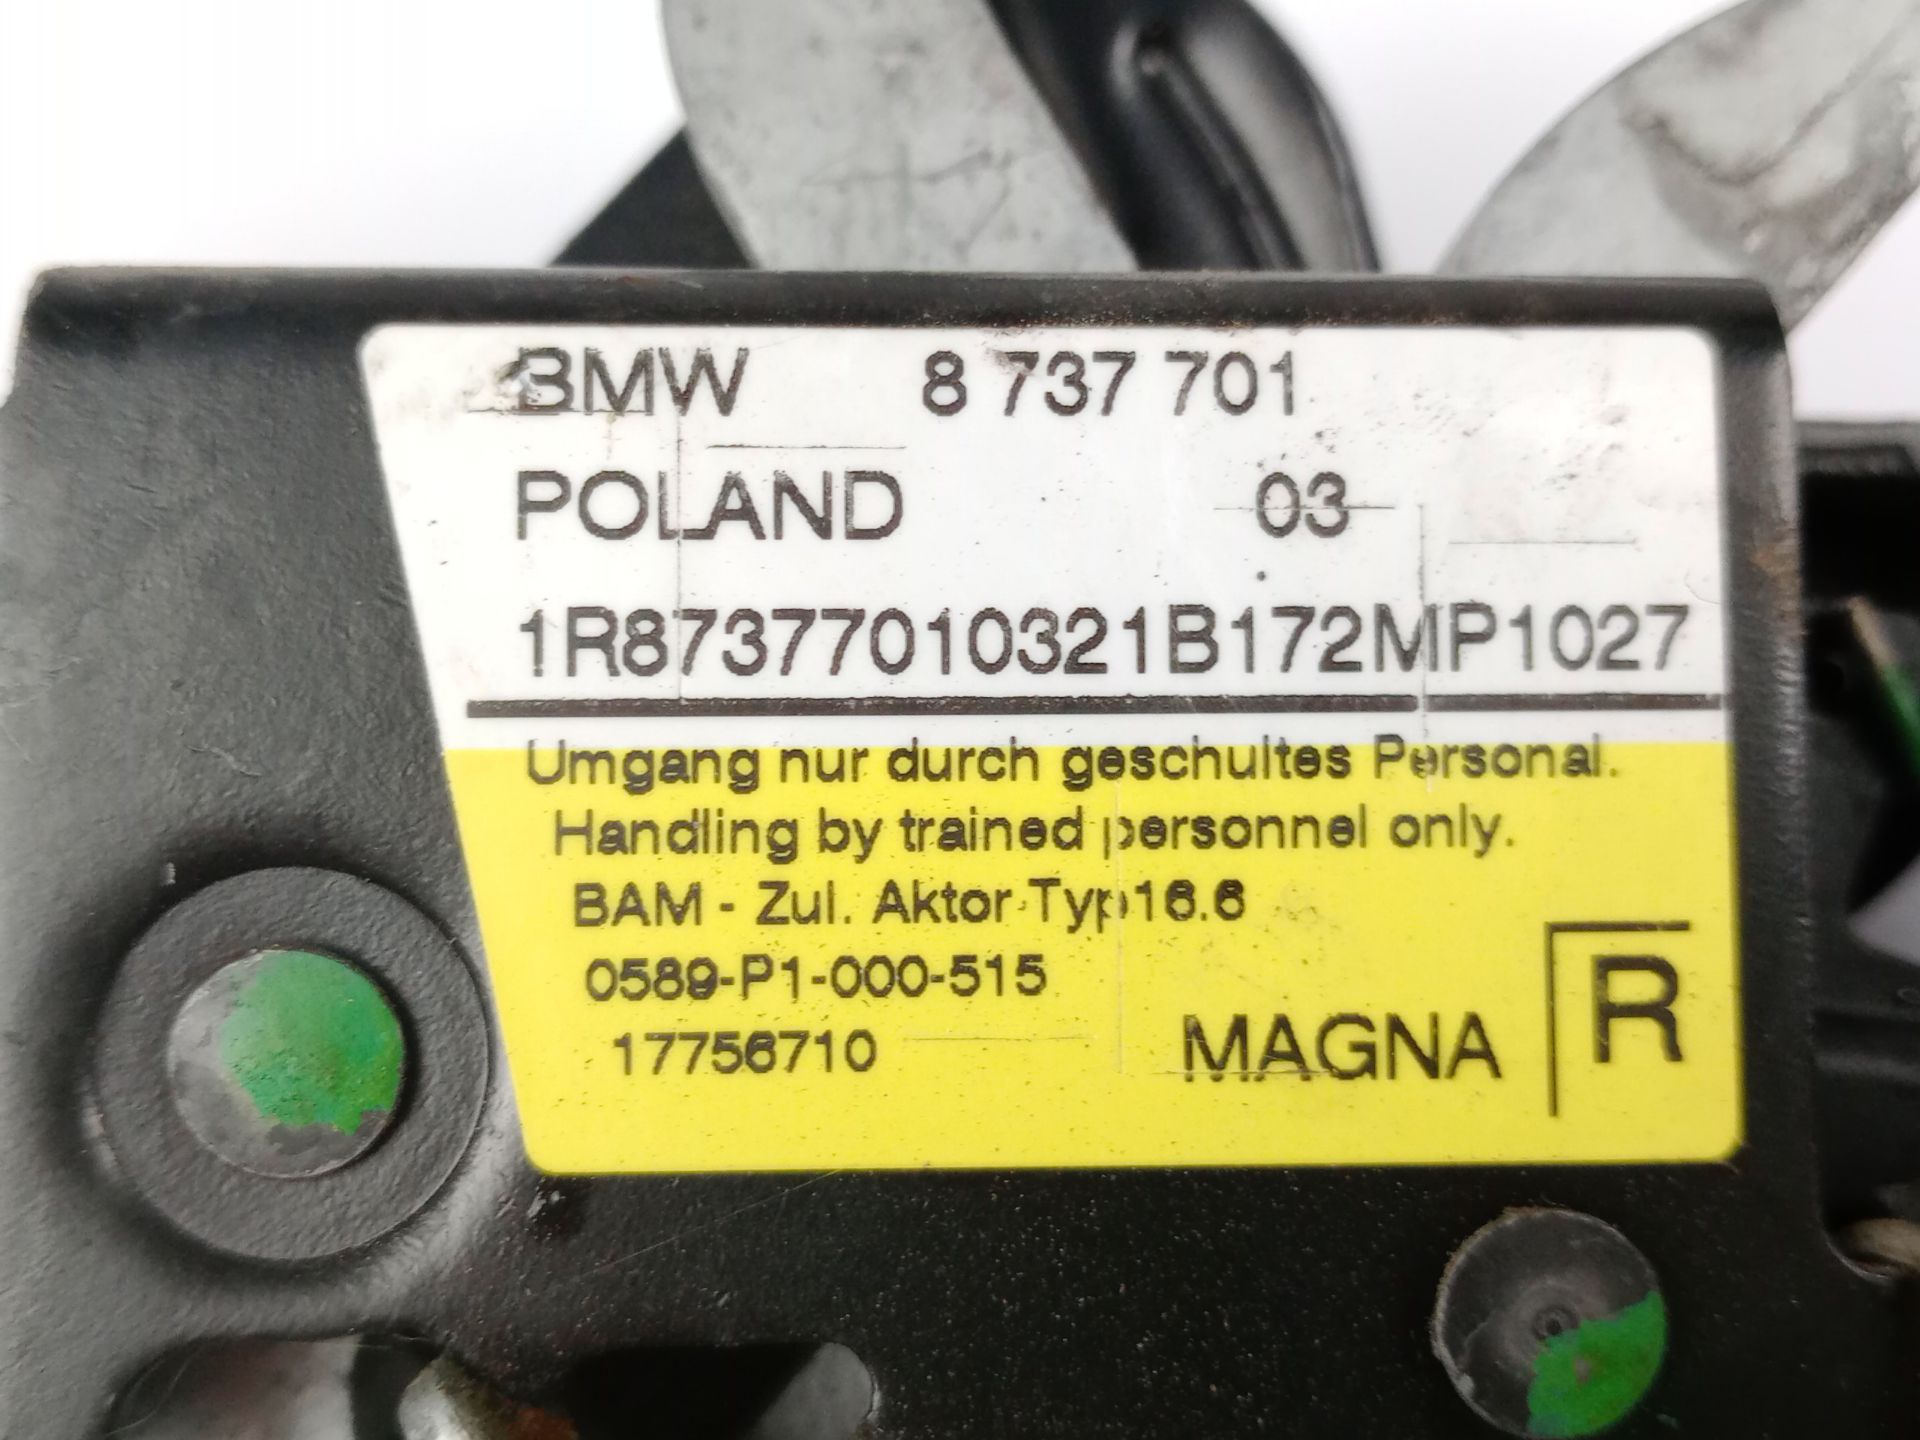 BMW 8 737 701
POLAND 03
1R87377010321B172MP1027
Umgang nur durch geschultes Personal.
Handling by trained personnel only.
BAM - Zul. Aktor Typ 16.6
0589-P1-000-515
17756710
MAGNA R